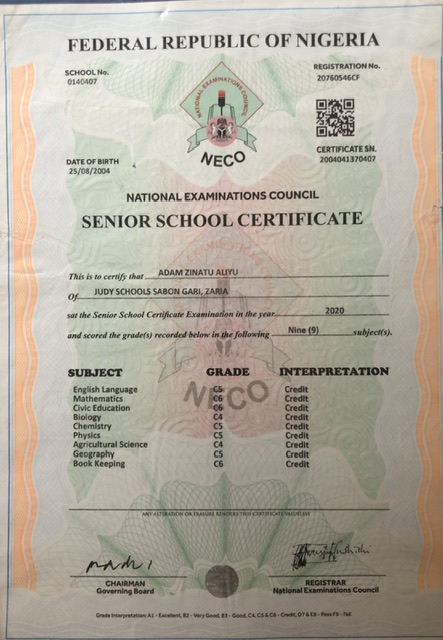 FEDERAL REPUBLIC OF NIGERIA
SCHOOL No.
0140407
REGISTRATION No.
20760546CF
NATIONAL EXAMINATIONS COUNCIL
NECO
DATE OF BIRTH
25/08/2004
CERTIFICATE SN.
2004041370407
NATIONAL EXAMINATIONS COUNCIL
SENIOR SCHOOL CERTIFICATE
This is to certify that ADAM ZINATU ALIYU
Of JUDY SCHOOLS SABON GARI, ZARIA
sat the Senior School Certificate Examination in the year 2020
and scored the grade(s) recorded below in the following Nine (9) subject(s).
SUBJECT GRADE INTERPRETATION
English Language C5 Credit
Mathematics C6 Credit
Civic Education C6 Credit
Biology C4 Credit
Chemistry C5 Credit
Physics C5 Credit
Agricultural Science C4 Credit
Geography C5 Credit
Book Keeping C6 Credit
NECO
ANY ALTERATION OR ERASURE RENDERS THIS CERTIFICATE VALUELESS
CHAIRMAN
Governing Board
REGISTRAR
National Examinations Council
Grade Interpretation: A1 - Excellent, B2 - Very Good, B3 - Good, C4, C5 & C6 - Credit, D7 & E8 - Pass F9 - Fail